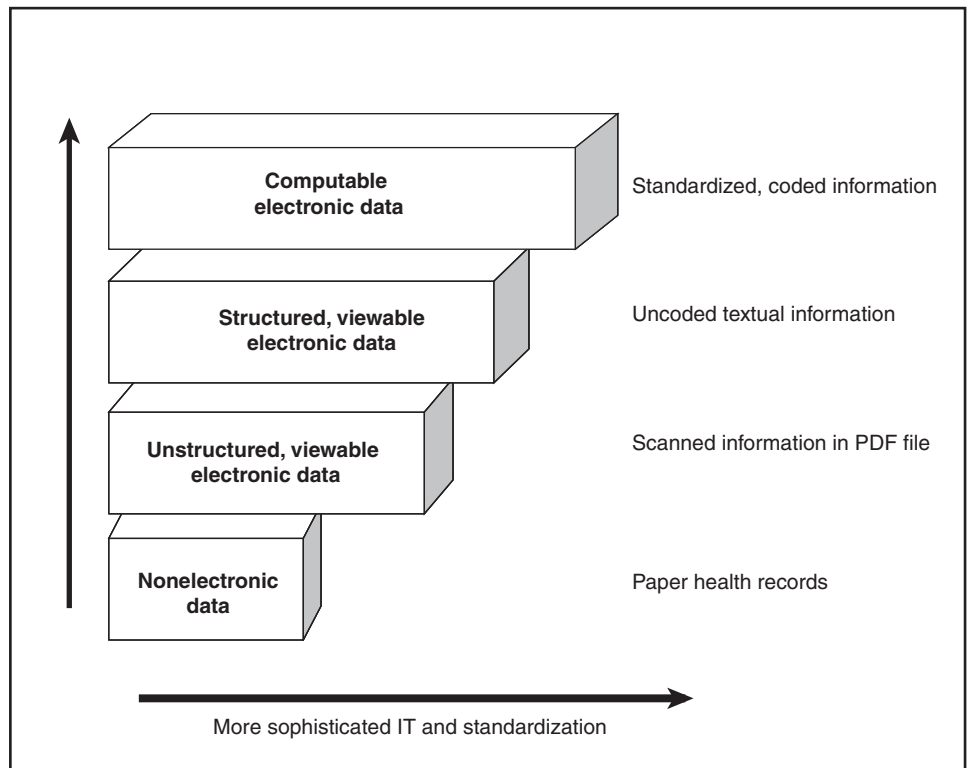 Computable
electronic data
Standardized, coded information
Structured, viewable
electronic data
Uncoded textual information
Unstructured, viewable
electronic data
Scanned information in PDF file
Nonelectronic
data
Paper health records
More sophisticated IT and standardization